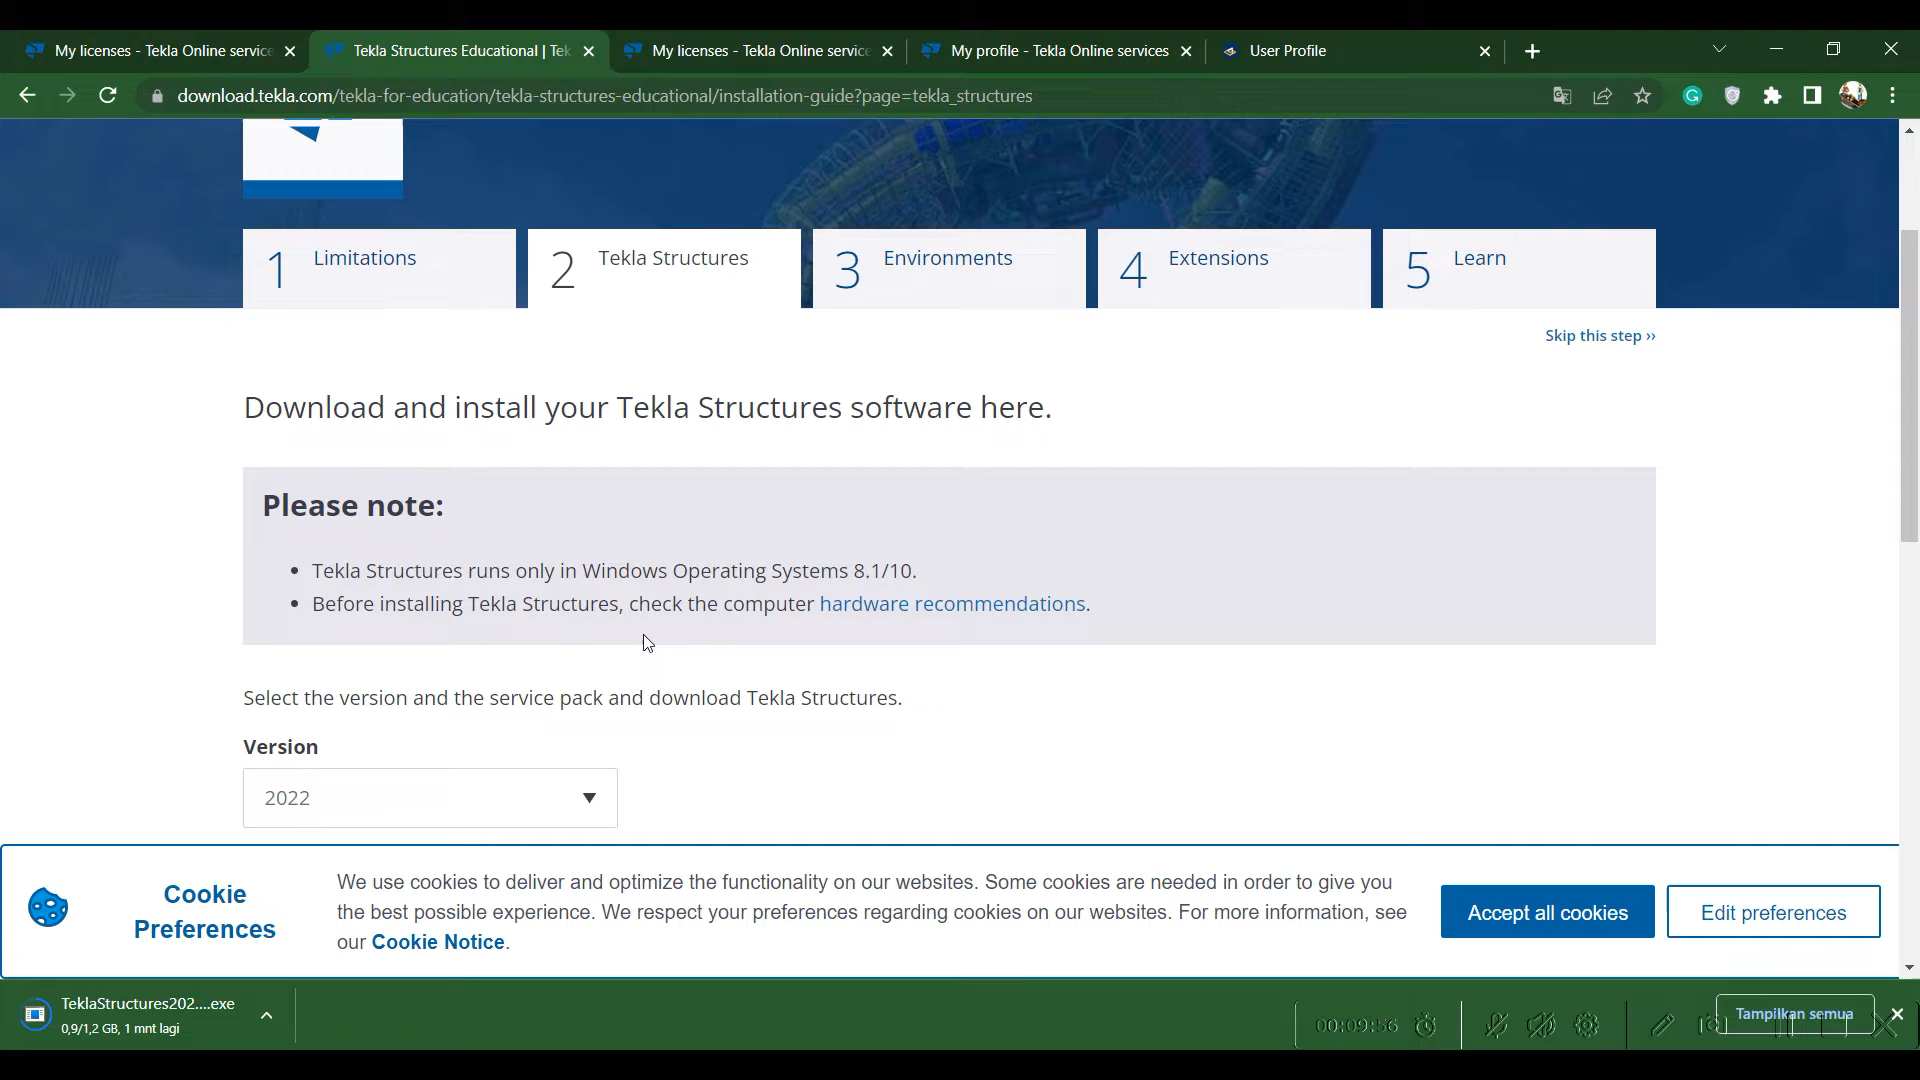 My licenses - Tekla Online service
Tekla Structures Educational | Tek
My licenses - Tekla Online service
My profile - Tekla Online services
User Profile
download.tekla.com/tekla-for-education/tekla-structures-educational/installation-guide?page=tekla_structures
1 Limitations
2 Tekla Structures
3 Environments
4 Extensions
5 Learn
Skip this step ››
Download and install your Tekla Structures software here.
Please note:
• Tekla Structures runs only in Windows Operating Systems 8.1/10.
• Before installing Tekla Structures, check the computer hardware recommendations.
Select the version and the service pack and download Tekla Structures.
Version
2022
Cookie
Preferences
We use cookies to deliver and optimize the functionality on our websites. Some cookies are needed in order to give you
the best possible experience. We respect your preferences regarding cookies on our websites. For more information, see
our Cookie Notice.
Accept all cookies
Edit preferences
TeklaStructures202....exe
0,9/1,2 GB, 1 mnt lagi
00:09:56
Tampilkan semua